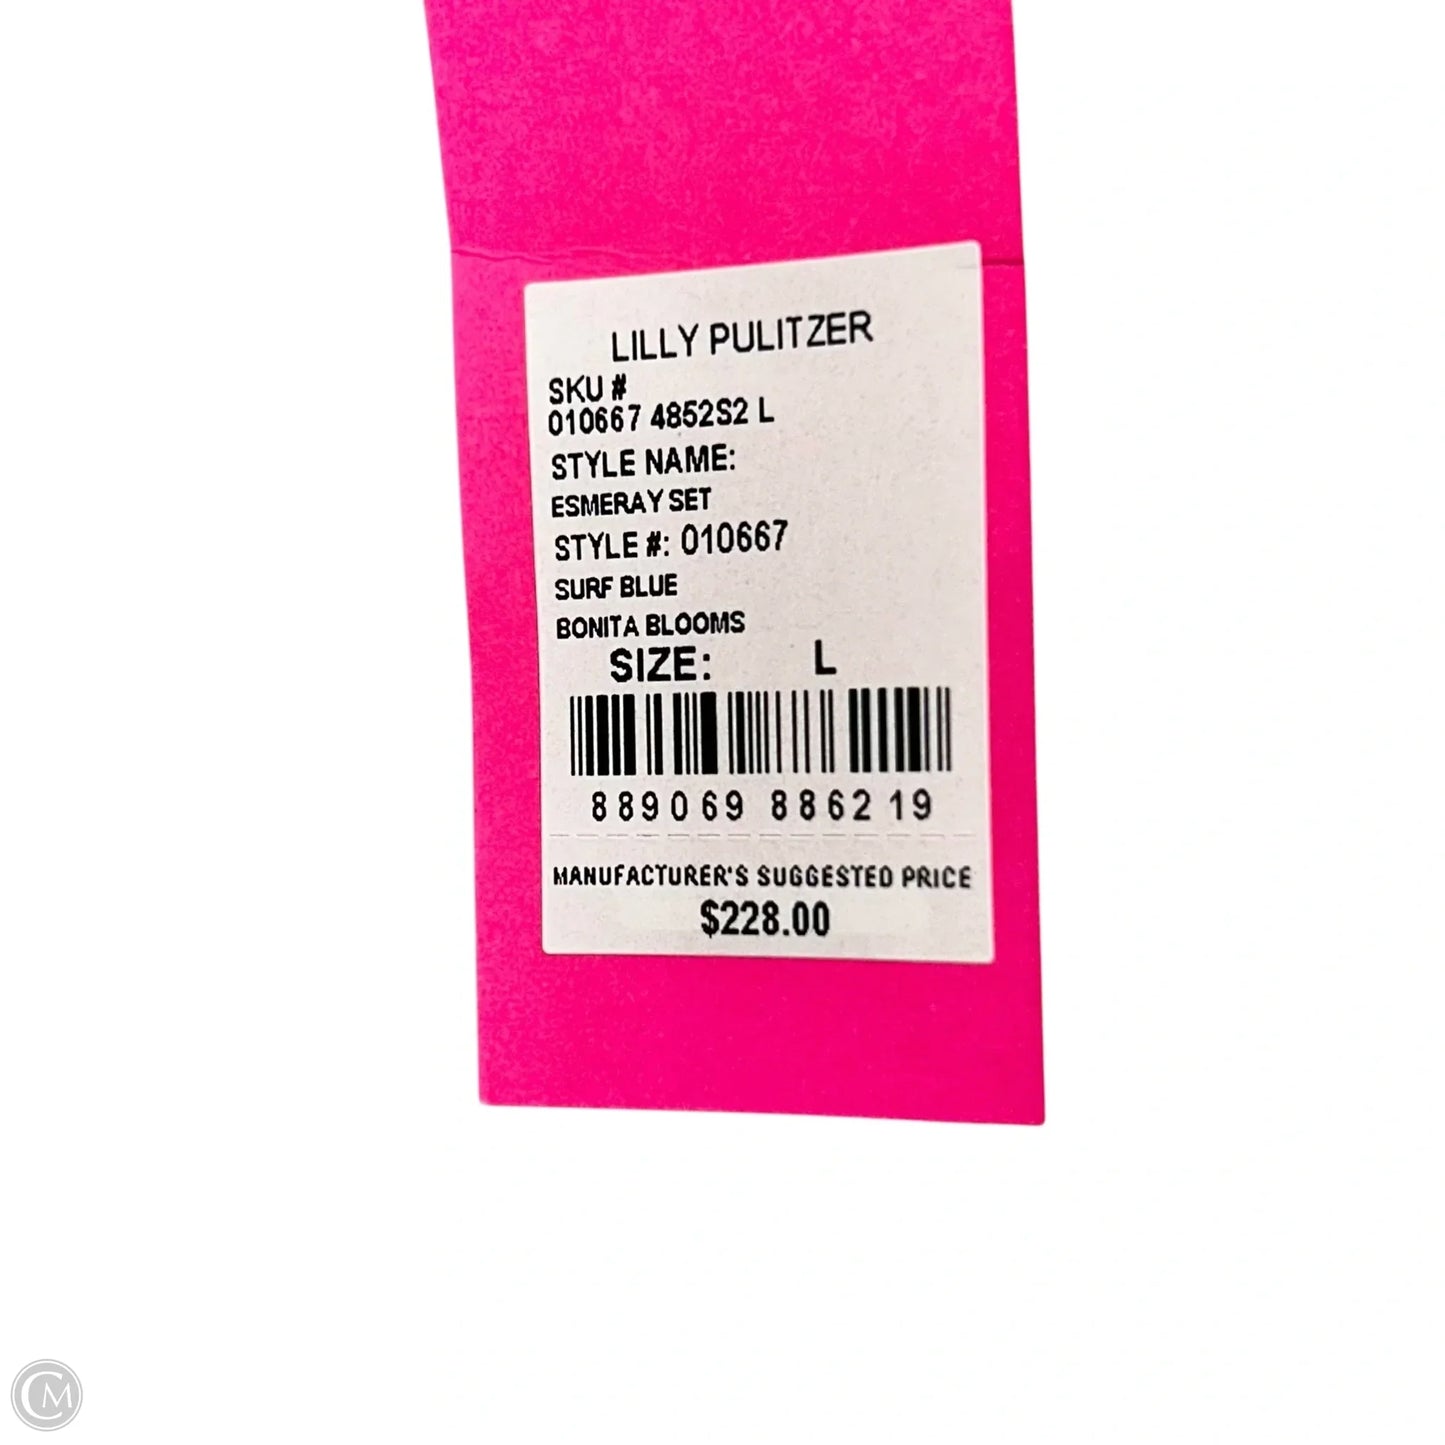 LILLY PULITZER
SKU #
010667 4852S2 L
STYLE NAME:
ESMERAY SET
STYLE #: 010667
SURF BLUE
BONITA BLOOMS
SIZE: L
889069 886219
MANUFACTURER'S SUGGESTED PRICE
$228.00
CM